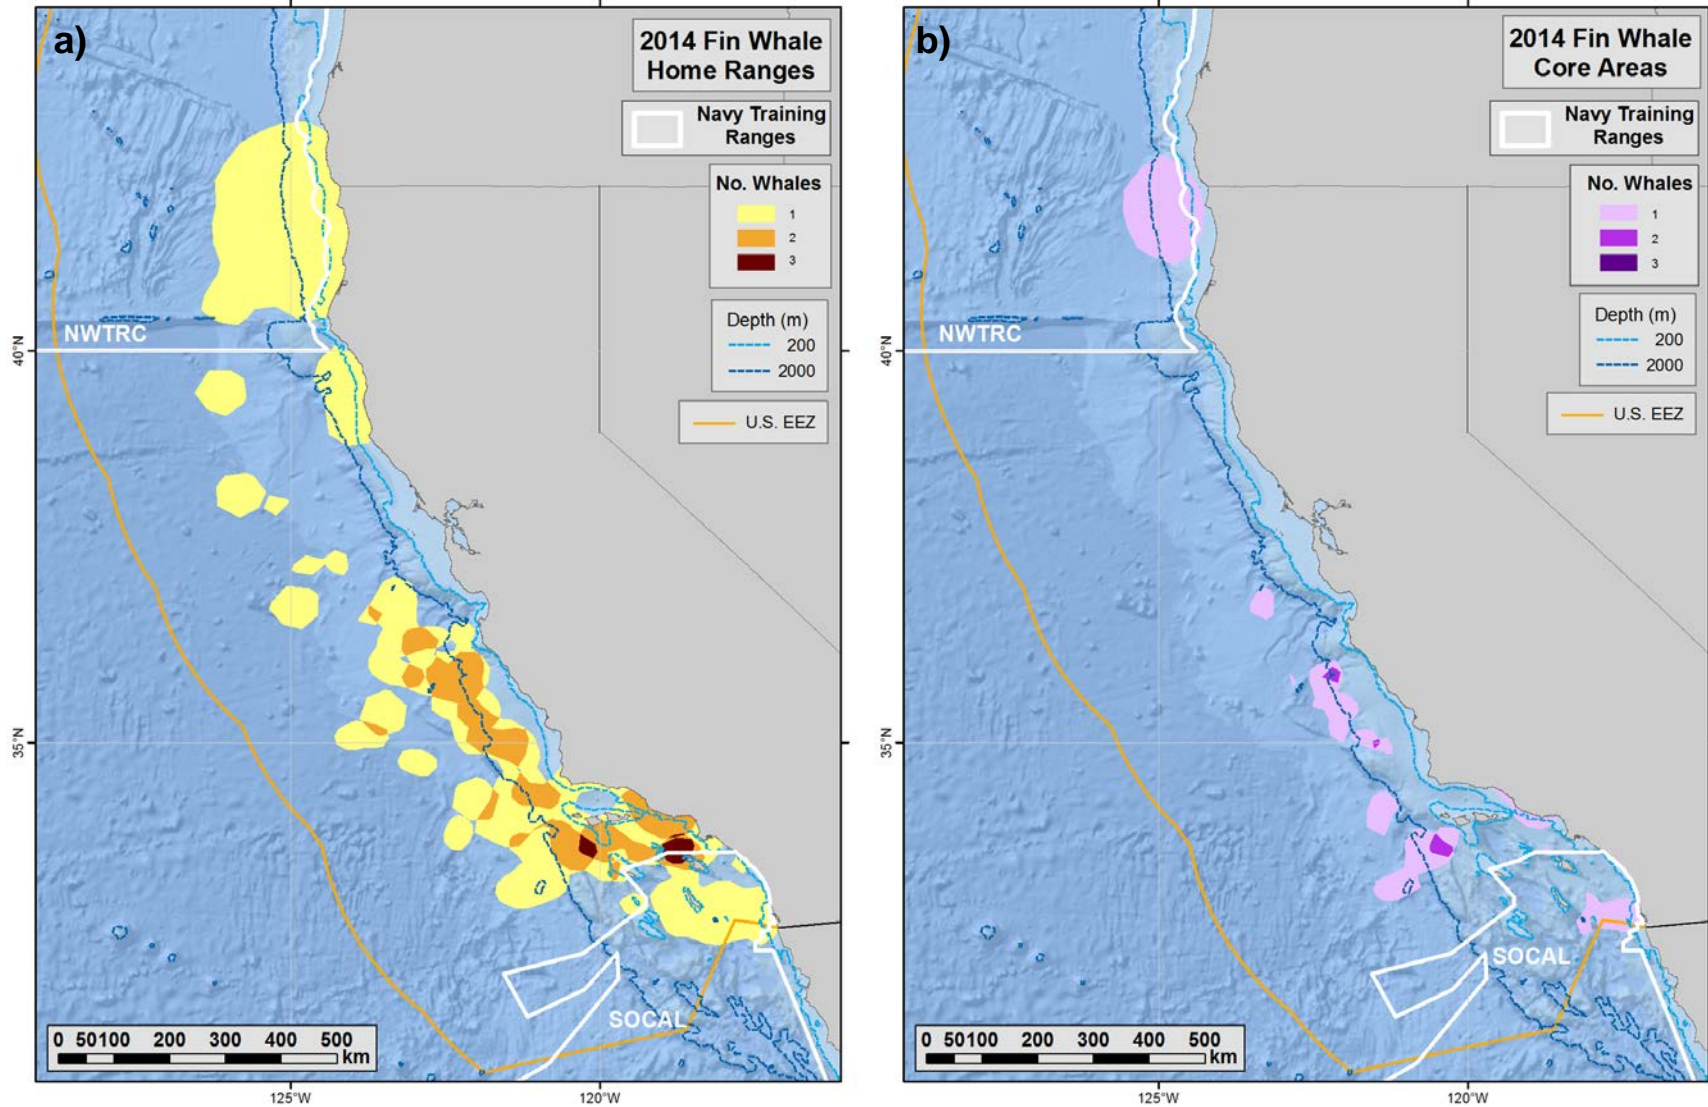 a)
2014 Fin Whale
Home Ranges
Navy Training
Ranges
No. Whales
1
2
3
Depth (m)
200
2000
U.S. EEZ
NWTRC
SOCAL
40°N
35°N
0 50100 200 300 400 500
km
125°W 120°W
b)
2014 Fin Whale
Core Areas
Navy Training
Ranges
No. Whales
1
2
3
Depth (m)
200
2000
U.S. EEZ
NWTRC
SOCAL
40°N
35°N
0 50100 200 300 400 500
km
125°W 120°W